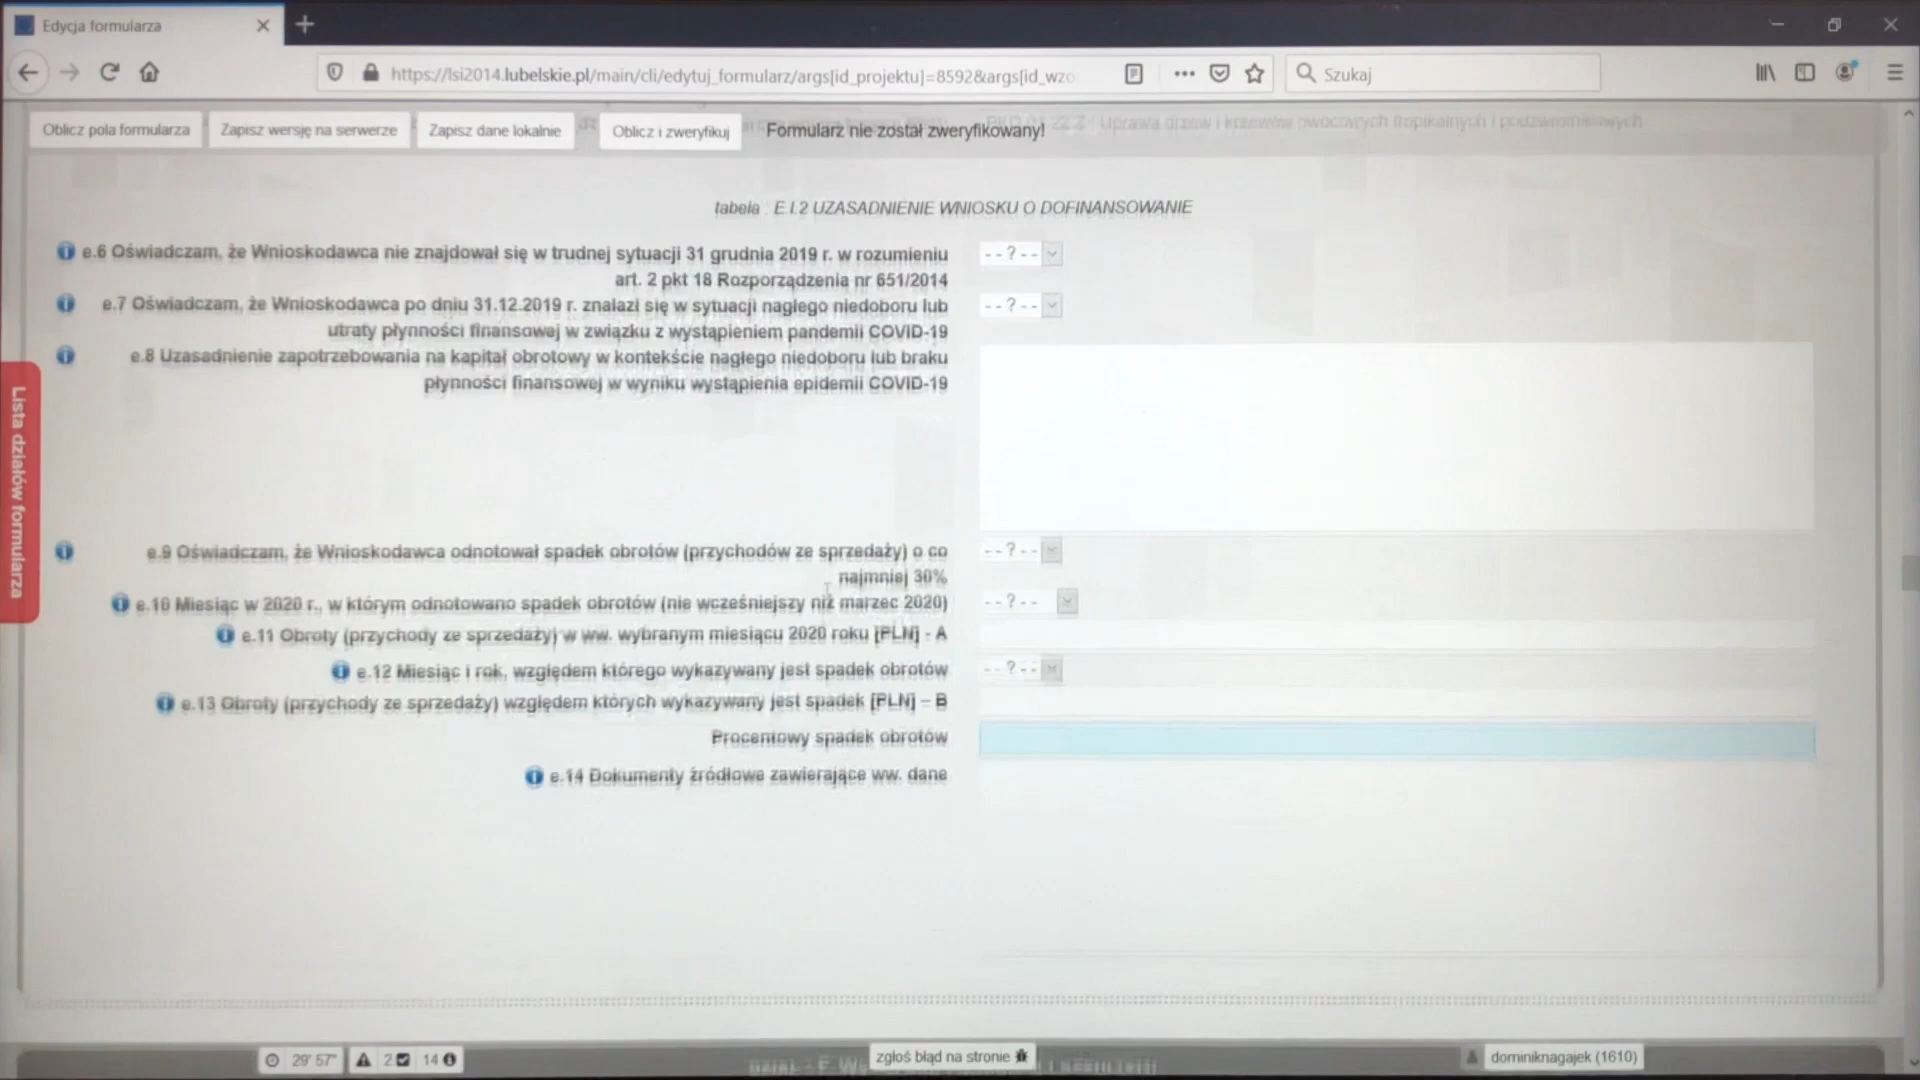 Edycja formularza
https://lsi2014.lubelskie.pl/main/cli/edytuj_formularz/args[id_projektu]=8592&args[id_wzo
Szukaj
Oblicz pola formularza
Zapisz wersję na serwerze
Zapisz dane lokalnie
Oblicz i zweryfikuj
Formularz nie został zweryfikowany!
Uprawa drzew i krzewów owocowych tropikalnych i podzwrotnikowych
tabela : E.I.2 UZASADNIENIE WNIOSKU O DOFINANSOWANIE
e.6 Oświadczam, że Wnioskodawca nie znajdował się w trudnej sytuacji 31 grudnia 2019 r. w rozumieniu
art. 2 pkt 18 Rozporządzenia nr 651/2014
--?--
e.7 Oświadczam, że Wnioskodawca po dniu 31.12.2019 r. znalazł się w sytuacji nagłego niedoboru lub
utraty płynności finansowej w związku z wystąpieniem pandemii COVID-19
--?--
e.8 Uzasadnienie zapotrzebowania na kapitał obrotowy w kontekście nagłego niedoboru lub braku
płynności finansowej w wyniku wystąpienia epidemii COVID-19
e.9 Oświadczam, że Wnioskodawca odnotował spadek obrotów (przychodów ze sprzedaży) o co
najmniej 30%
--?--
e.10 Miesiąc w 2020 r., w którym odnotowano spadek obrotów (nie wcześniejszy niż marzec 2020)
--?--
e.11 Obroty (przychody ze sprzedaży) w ww. wybranym miesiącu 2020 roku [PLN] - A
e.12 Miesiąc i rok, względem którego wykazywany jest spadek obrotów
--?--
e.13 Obroty (przychody ze sprzedaży) względem których wykazywany jest spadek [PLN] – B
Procentowy spadek obrotów
e.14 Dokumenty źródłowe zawierające ww. dane
Lista działów formularza
29' 57"
2
14
zgłoś błąd na stronie
dominiknagajek (1610)